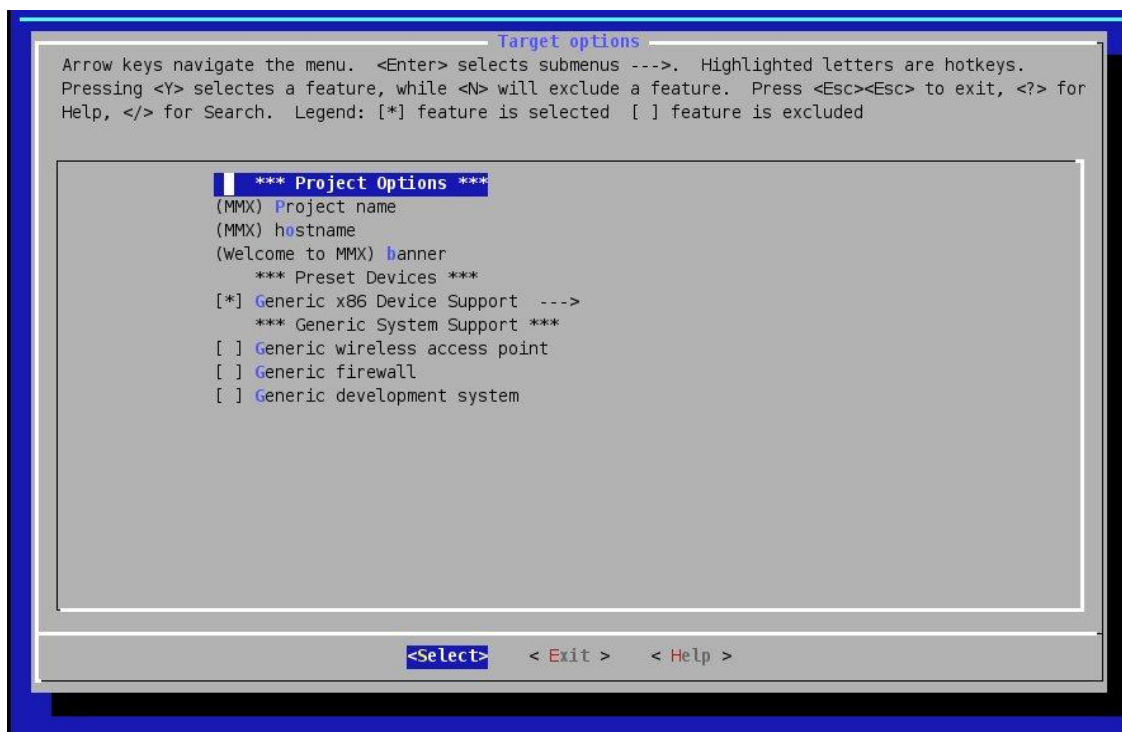 Target options
Arrow keys navigate the menu.  <Enter> selects submenus --->.  Highlighted letters are hotkeys.
Pressing <Y> selectes a feature, while <N> will exclude a feature.  Press <Esc><Esc> to exit, <?> for
Help, </> for Search.  Legend: [*] feature is selected  [ ] feature is excluded
*** Project Options ***
(MMX) Project name
(MMX) hostname
(Welcome to MMX) banner
*** Preset Devices ***
[*] Generic x86 Device Support  --->
*** Generic System Support ***
[ ] Generic wireless access point
[ ] Generic firewall
[ ] Generic development system
<Select>    < Exit >    < Help >